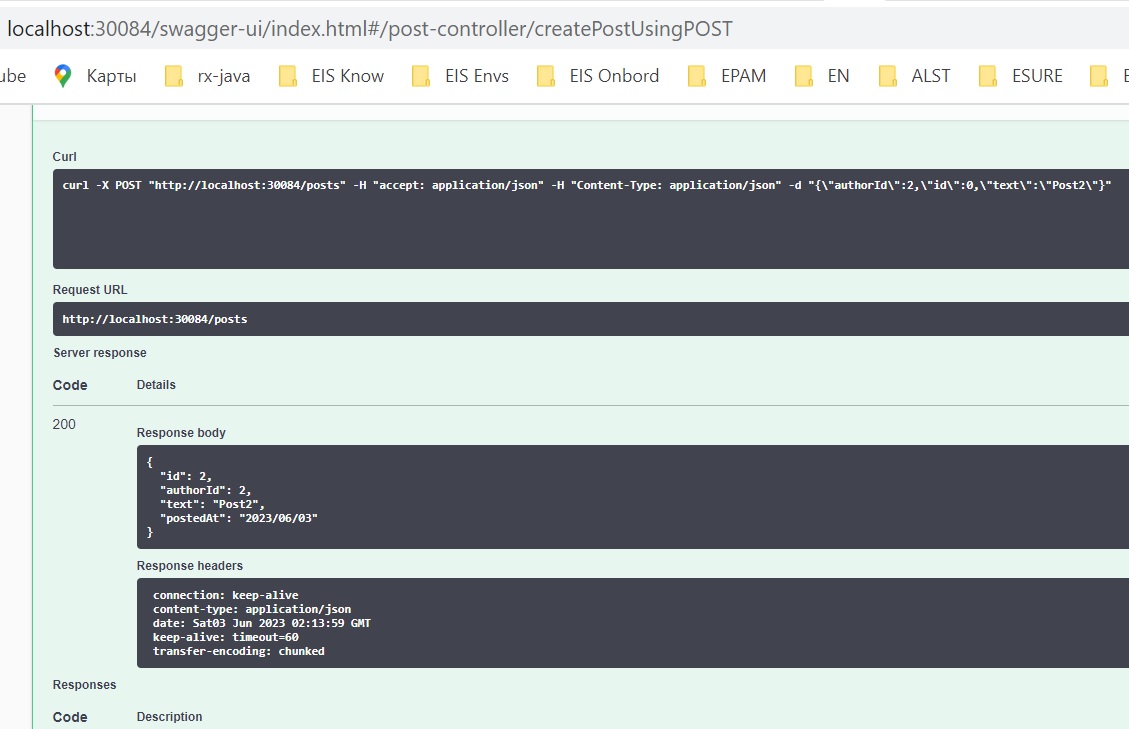 localhost:30084/swagger-ui/index.html#/post-controller/createPostUsingPOST
ube Карты rx-java EIS Know EIS Envs EIS Onbord EPAM EN ALST ESURE E
Curl
curl -X POST "http://localhost:30084/posts" -H "accept: application/json" -H "Content-Type: application/json" -d "{\"authorId\":2,\"id\":0,\"text\":\"Post2\"}"
Request URL
http://localhost:30084/posts
Server response
Code Details
200
Response body
{
"id": 2,
"authorId": 2,
"text": "Post2",
"postedAt": "2023/06/03"
}
Response headers
connection: keep-alive
content-type: application/json
date: Sat03 Jun 2023 02:13:59 GMT
keep-alive: timeout=60
transfer-encoding: chunked
Responses
Code Description